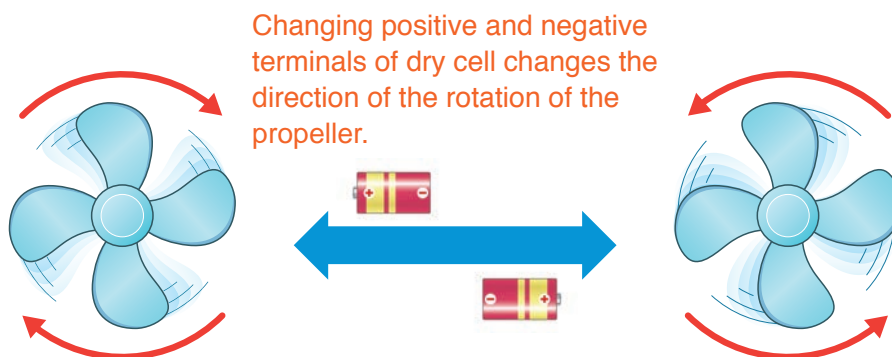 Changing positive and negative
terminals of dry cell changes the
direction of the rotation of the
propeller.
+ -
- +